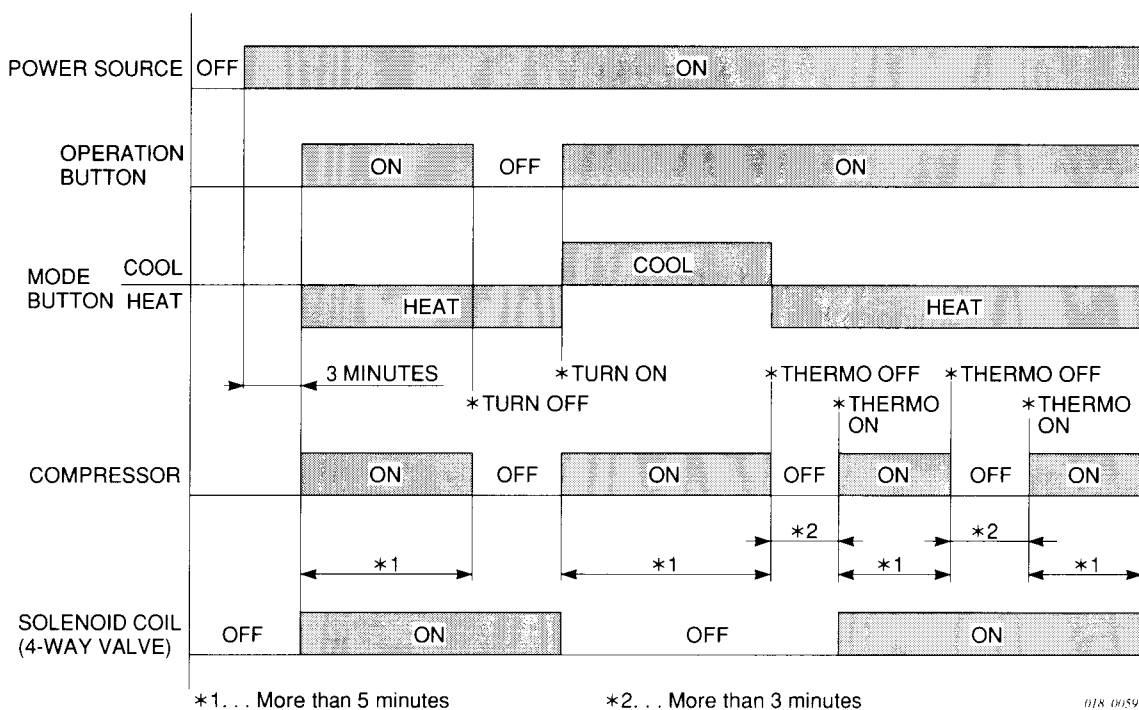 POWER SOURCE OFF ON
OPERATION
BUTTON
ON OFF ON
MODE
BUTTON
COOL
HEAT
COOL
HEAT HEAT
3 MINUTES
*TURN OFF
*TURN ON
*THERMO OFF
*THERMO
ON
*THERMO OFF
*THERMO
ON
COMPRESSOR ON OFF ON OFF ON OFF ON
*2 *2
*1 *1 *1 *1
SOLENOID COIL
(4-WAY VALVE)
OFF ON OFF ON
*1. . . More than 5 minutes
*2. . . More than 3 minutes
018 0059